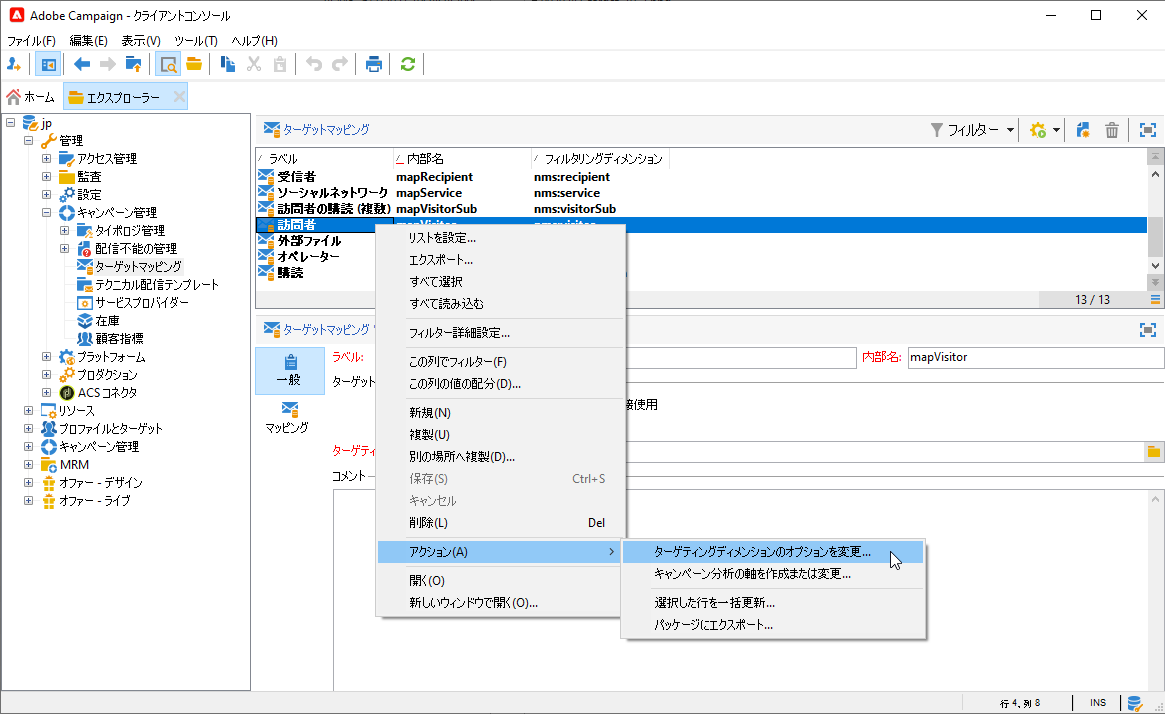 Adobe Campaign - クライアントコンソール
ファイル(F) 編集(E) 表示(V) ツール(T) ヘルプ(H)
ホーム エクスプローラー
jp
管理
アクセス管理
監査
設定
キャンペーン管理
タイポロジ管理
配信不能の管理
ターゲットマッピング
テクニカル配信テンプレート
サービスプロバイダー
在庫
顧客指標
プラットフォーム
プロダクション
ACS コネクタ
リソース
プロファイルとターゲット
キャンペーン管理
MRM
オファー - デザイン
オファー - ライブ
ターゲットマッピング フィルター
ラベル 内部名 フィルタリングディメンション
受信者 mapRecipient nms:recipient
ソーシャルネットワーク mapService nms:service
訪問者の購読 (複数) mapVisitorSub nms:visitorSub
訪問者
外部ファイル
オペレーター
購読
13 / 13
ターゲットマッピング
一般
マッピング
ラベル:
内部名: mapVisitor
ターゲット
接使用
ターゲティ
コメント
リストを設定...
エクスポート...
すべて選択
すべて読み込む
フィルター詳細設定...
この列でフィルター(F)
この列の値の配分(D)...
新規(N)
複製(U)
別の場所へ複製(D)...
保存(S) Ctrl+S
キャンセル
削除(L) Del
アクション(A)
開く(O)
新しいウィンドウで開く(O)...
ターゲティングディメンションのオプションを変更...
キャンペーン分析の軸を作成または変更...
選択した行を一括更新...
パッケージにエクスポート...
行 4, 列 8 INS